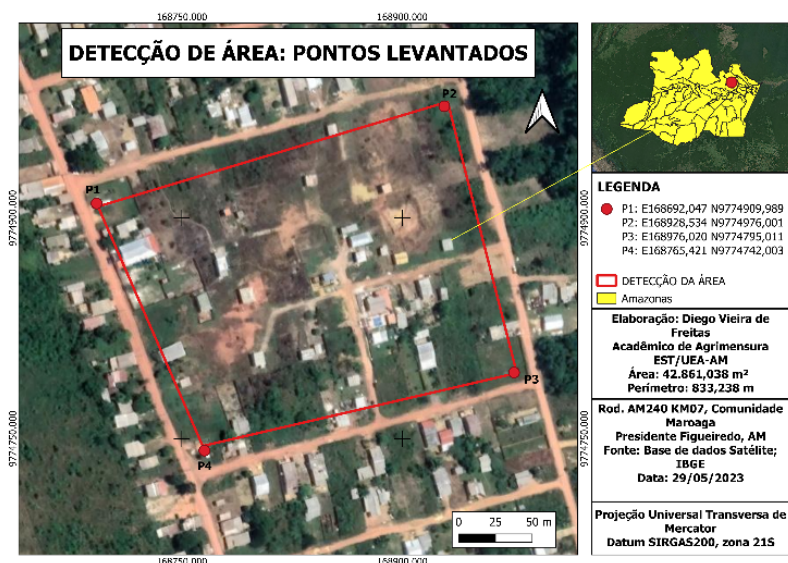 168750.000
168900.000
DETECÇÃO DE ÁREA: PONTOS LEVANTADOS
P2
P1
P3
P4
9774900.000
9774900.000
9774750.000
9774750.000
0 25 50 m
168750.000
168900.000
LEGENDA
P1: E168692,047 N9774909,989
P2: E168928,534 N9774976,001
P3: E168976,020 N9774795,011
P4: E168765,421 N9774742,003
DETECÇÃO DA ÁREA
Amazonas
Elaboração: Diego Vieira de
Freitas
Acadêmico de Agrimensura
EST/UEA-AM
Área: 42.861,038 m²
Perímetro: 833,238 m
Rod. AM240 KM07, Comunidade
Maroaga
Presidente Figueiredo, AM
Fonte: Base de dados Satélite;
IBGE
Data: 29/05/2023
Projeção Universal Transversa de
Mercator
Datum SIRGAS200, zona 21S